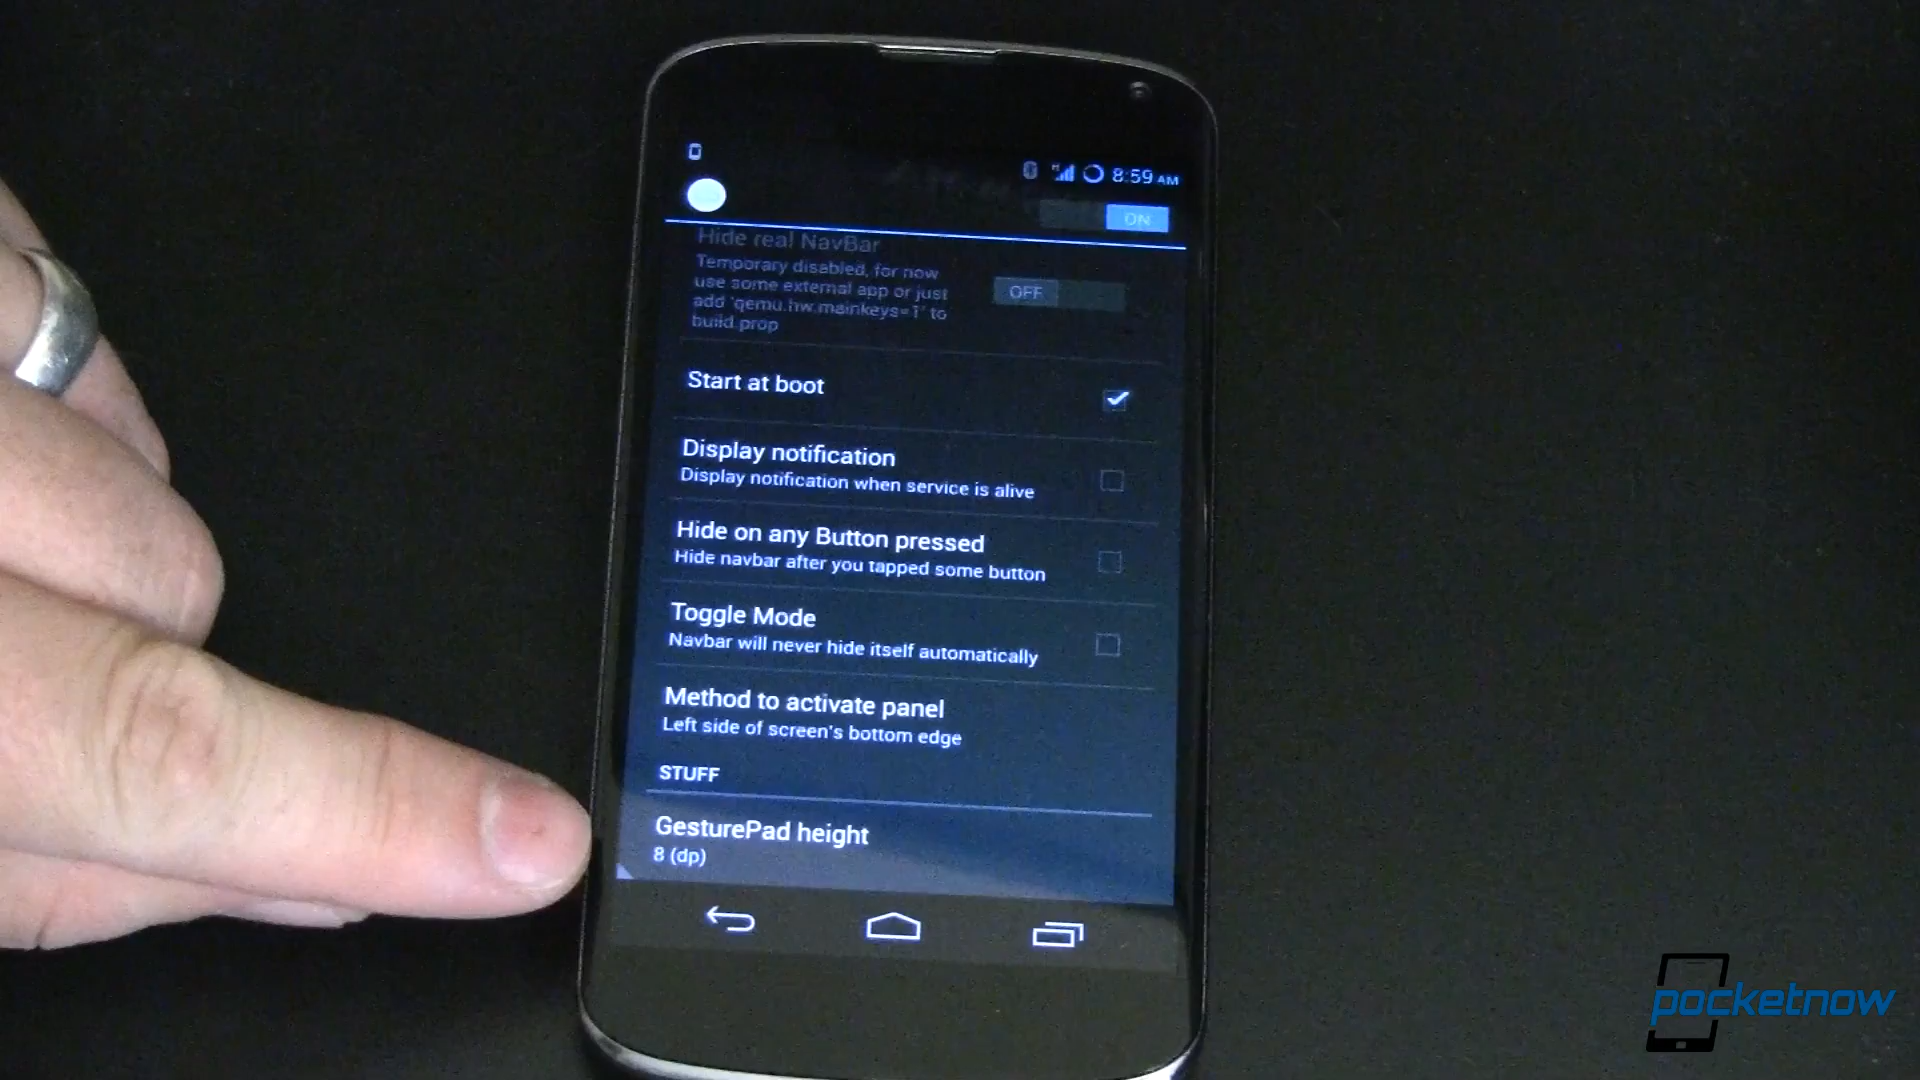 8:59 AM
ON
Hide real NavBar
Temporary disabled, for now
use some external app or just
add 'qemu.hw.mainkeys=1' to
build.prop
OFF
Start at boot
Display notification
Display notification when service is alive
Hide on any Button pressed
Hide navbar after you tapped some button
Toggle Mode
Navbar will never hide itself automatically
Method to activate panel
Left side of screen's bottom edge
STUFF
GesturePad height
8 (dp)
pocketnow